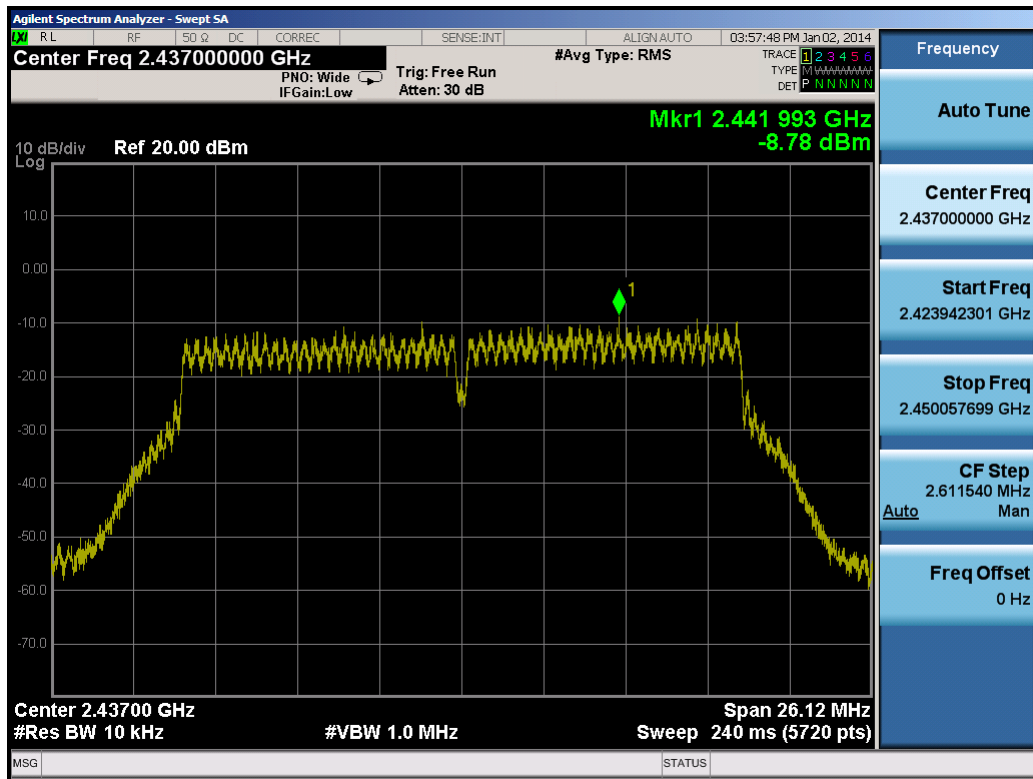 Agilent Spectrum Analyzer - Swept SA
LXI RL RF 50 Ω DC CORREC SENSE:INT ALIGNAUTO 03:57:48 PM Jan 02, 2014
Center Freq 2.437000000 GHz
PNO: Wide
IFGain:Low
Trig: Free Run
Atten: 30 dB
#Avg Type: RMS
TRACE 1 2 3 4 5 6
TYPE M WWWWW
DET P N N N N N
Mkr1 2.441 993 GHz
-8.78 dBm
10 dB/div Ref 20.00 dBm
Log
10.0
0.00
-10.0
-20.0
-30.0
-40.0
-50.0
-60.0
-70.0
1
Center 2.43700 GHz Span 26.12 MHz
#Res BW 10 kHz #VBW 1.0 MHz Sweep 240 ms (5720 pts)
MSG STATUS
Frequency
Auto Tune
Center Freq
2.437000000 GHz
Start Freq
2.423942301 GHz
Stop Freq
2.450057699 GHz
CF Step
2.611540 MHz
Auto Man
Freq Offset
0 Hz